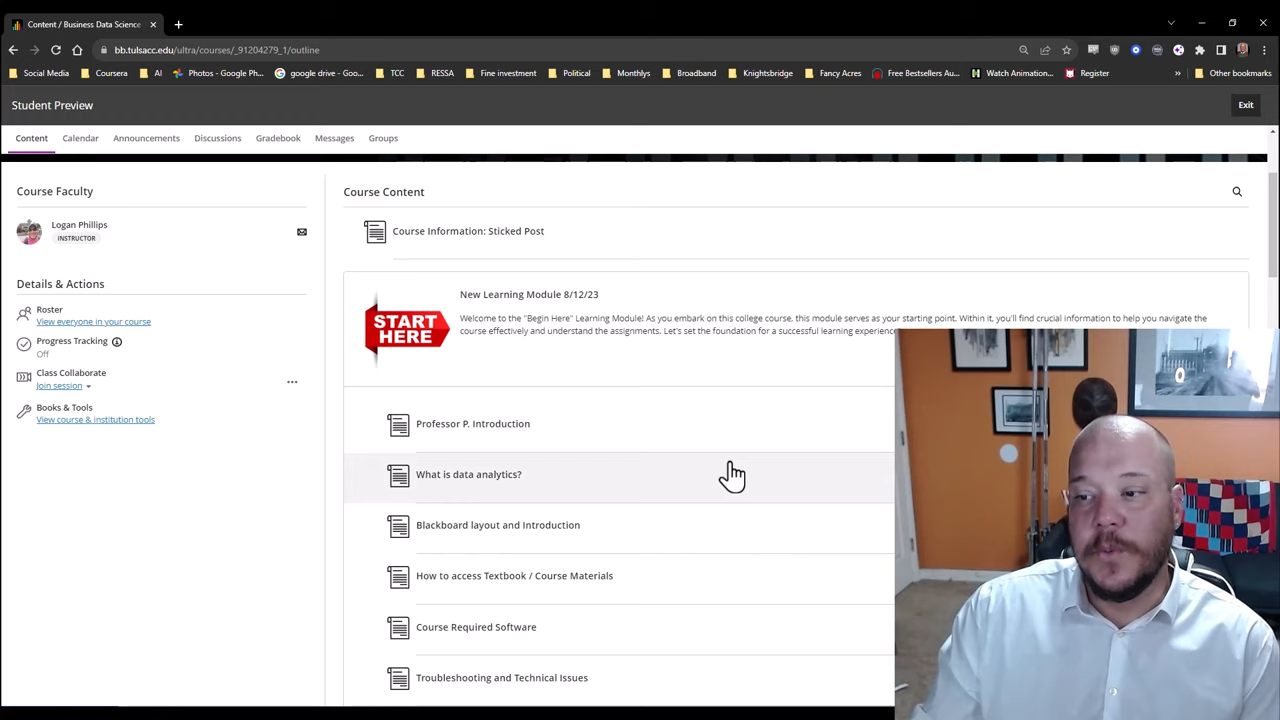 Content / Business Data Science
bb.tulsacc.edu/ultra/courses/_91204279_1/outline
Social Media
Coursera
AI
Photos - Google Ph...
google drive - Goo...
TCC
RESSA
Fine investment
Political
Monthlys
Broadband
Knightsbridge
Fancy Acres
Free Bestsellers Au...
Watch Animation...
Register
Other bookmarks
Student Preview
Exit
Content
Calendar
Announcements
Discussions
Gradebook
Messages
Groups
Course Faculty
Logan Phillips
INSTRUCTOR
Details & Actions
Roster
View everyone in your course
Progress Tracking
Off
Class Collaborate
Join session
Books & Tools
View course & institution tools
Course Content
Course Information: Sticked Post
START
HERE
New Learning Module 8/12/23
Welcome to the "Begin Here" Learning Module! As you embark on this college course, this module serves as your starting point. Within it, you'll find crucial information to help you navigate the
course effectively and understand the assignments. Let's set the foundation for a successful learning experienc
Professor P. Introduction
What is data analytics?
Blackboard layout and Introduction
How to access Textbook / Course Materials
Course Required Software
Troubleshooting and Technical Issues